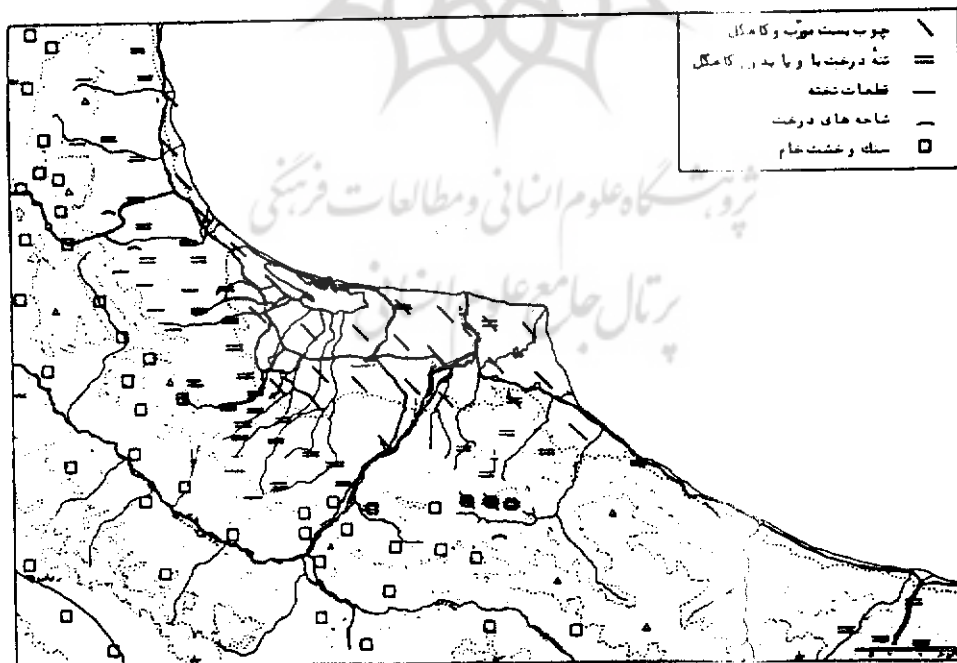 چوب بست مورّب و کاهگل
تنهٔ درخت با و یا بدون کاهگل
قطعات تخته
شاخه های درخت
سنگ و خشت خام
پژوهشگاه علوم انسانی و مطالعات فرهنگی
پرتال جامع علوم انسانی